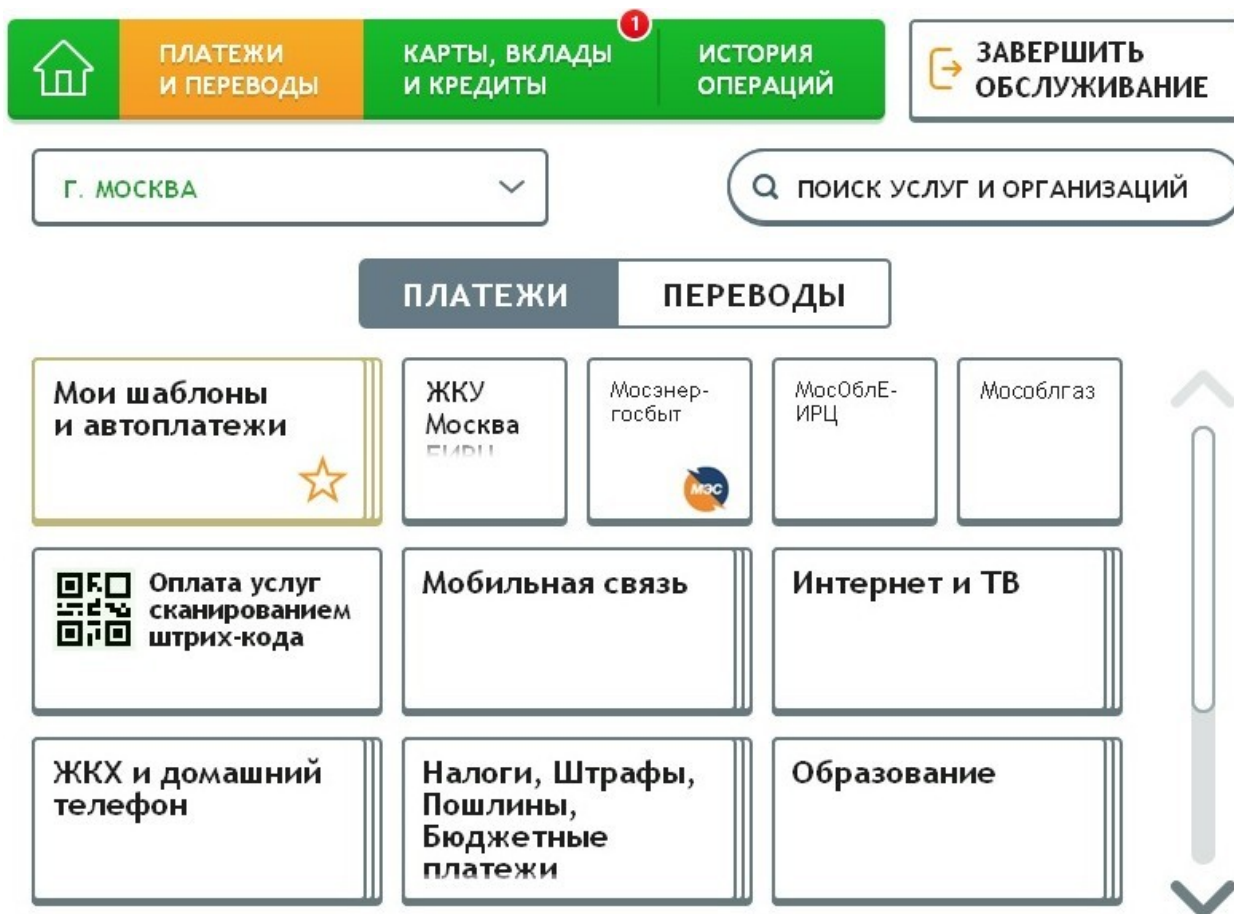 ПЛАТЕЖИ
И ПЕРЕВОДЫ
КАРТЫ, ВКЛАДЫ
И КРЕДИТЫ
1
ИСТОРИЯ
ОПЕРАЦИЙ
ЗАВЕРШИТЬ
ОБСЛУЖИВАНИЕ
Г. МОСКВА
ПОИСК УСЛУГ И ОРГАНИЗАЦИЙ
ПЛАТЕЖИ
ПЕРЕВОДЫ
Мои шаблоны
и автоплатежи
ЖКУ
Москва
ЕИРЦ
Мосэнер-
госбыт
мэс
МосОблЕ-
ИРЦ
Мособлгаз
Оплата услуг
сканированием
штрих-кода
Мобильная связь
Интернет и ТВ
ЖКХ и домашний
телефон
Налоги, Штрафы,
Пошлины,
Бюджетные
платежи
Образование